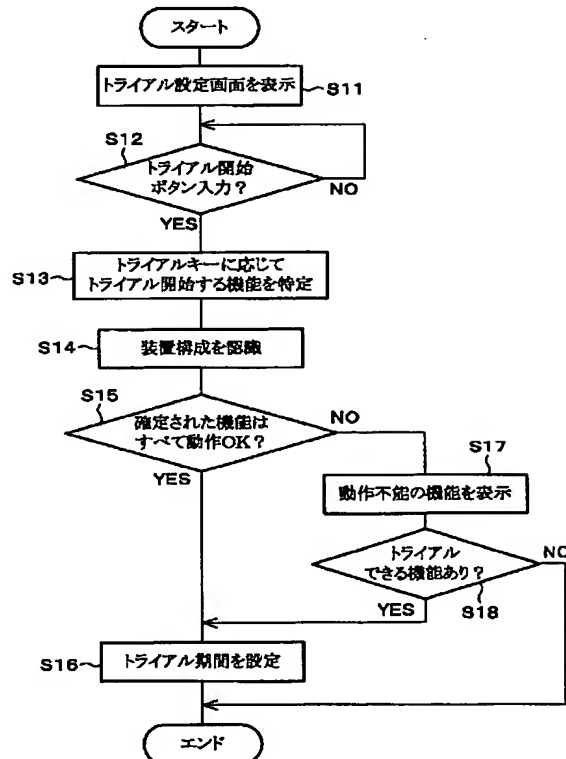 スタート
トライアル設定画面を表示
S11
S12
トライアル開始
ボタン入力？
NO
YES
S13
トライアルキーに応じて
トライアル開始する機能を特定
S14
装置構成を認識
S15
確定された機能は
すべて動作OK？
NO
YES
S17
動作不能の機能を表示
トライアル
できる機能あり？
NO
YES
S18
S16
トライアル期間を設定
エンド